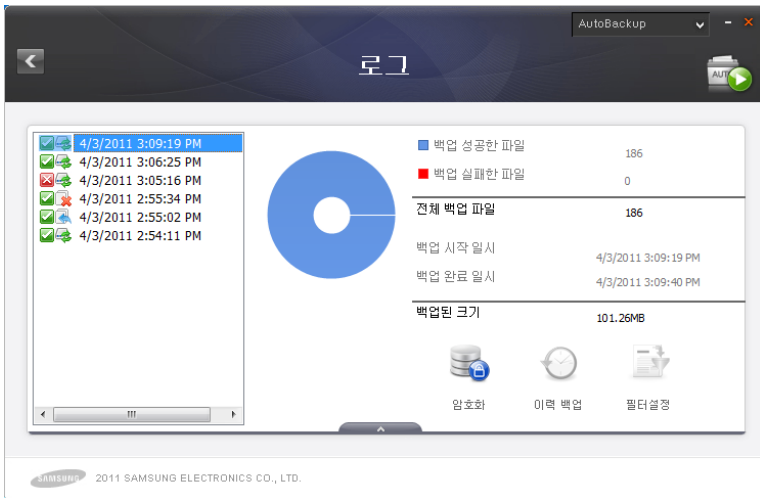 AutoBackup
로그
AUTO
4/3/2011 3:09:19 PM
4/3/2011 3:06:25 PM
4/3/2011 3:05:16 PM
4/3/2011 2:55:34 PM
4/3/2011 2:55:02 PM
4/3/2011 2:54:11 PM
백업 성공한 파일 186
백업 실패한 파일 0
전체 백업 파일 186
백업 시작 일시 4/3/2011 3:09:19 PM
백업 완료 일시 4/3/2011 3:09:40 PM
백업된 크기 101.26MB
암호화 이력 백업 필터설정
SAMSUNG 2011 SAMSUNG ELECTRONICS CO., LTD.